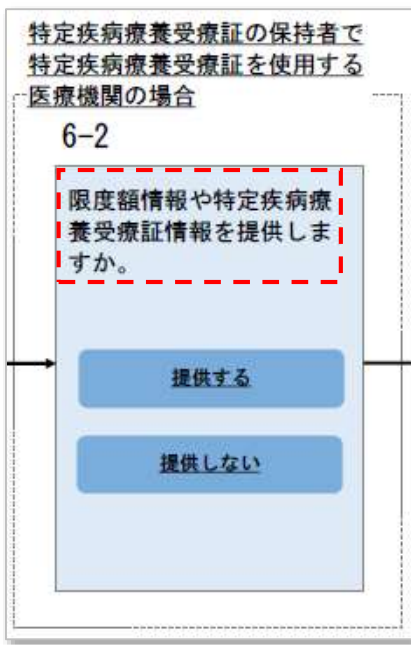 特定疾病療養受療証の保持者で
特定疾病療養受療証を使用する
医療機関の場合
6-2
限度額情報や特定疾病療
養受療証情報を提供しま
すか。
提供する
提供しない